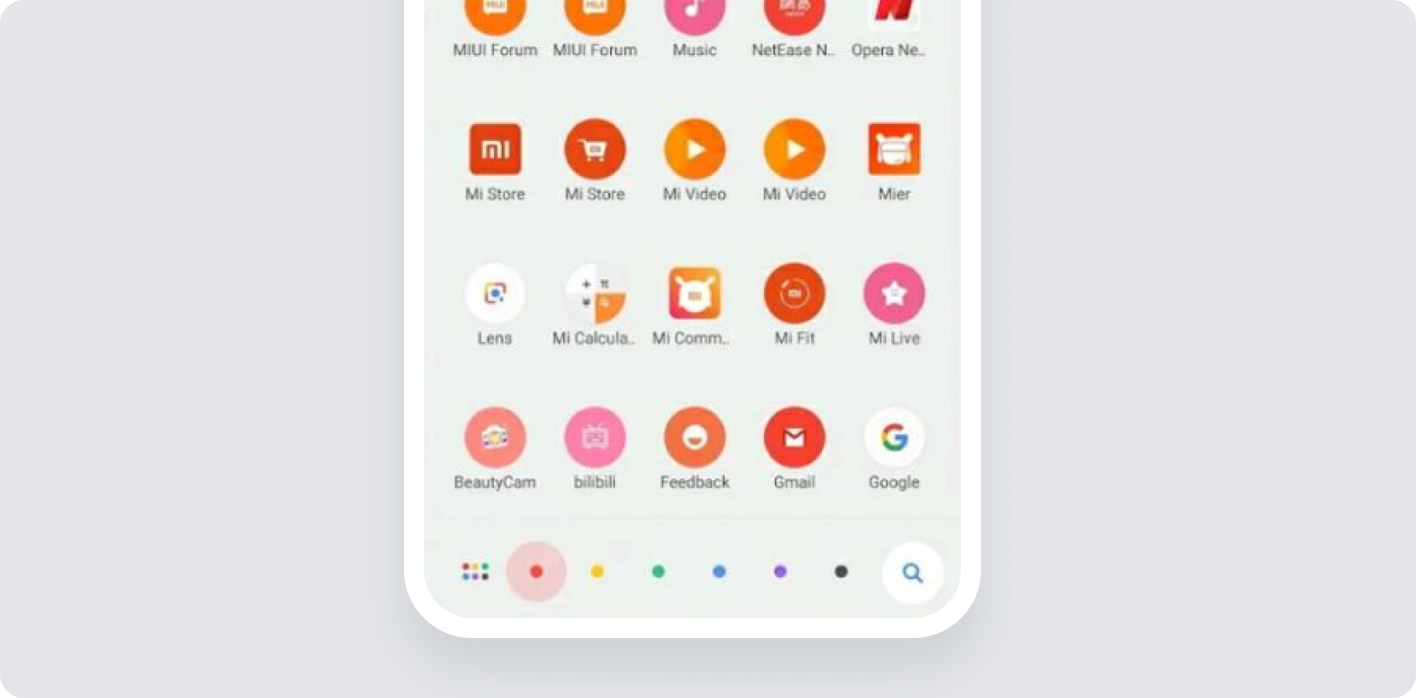 MIUI Forum MIUI Forum Music NetEase N.. Opera Ne..
Mi Store Mi Store Mi Video Mi Video Mier
Lens Mi Calcula.. Mi Comm.. Mi Fit Mi Live
BeautyCam bilibili Feedback Gmail Google